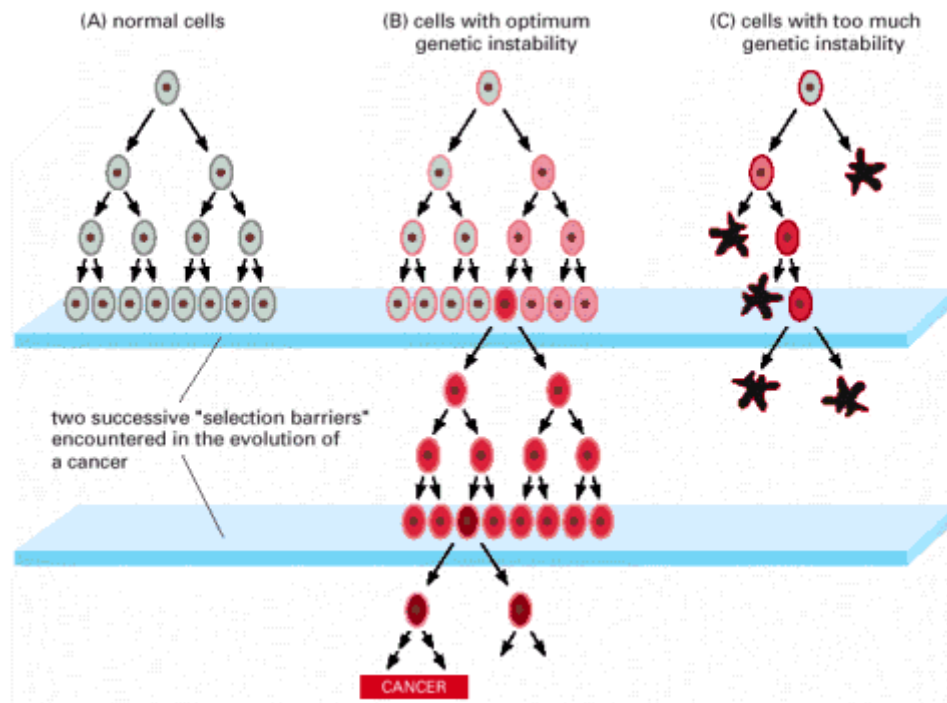 (A) normal cells
(B) cells with optimum
genetic instability
(C) cells with too much
genetic instability
two successive "selection barriers"
encountered in the evolution of
a cancer
CANCER